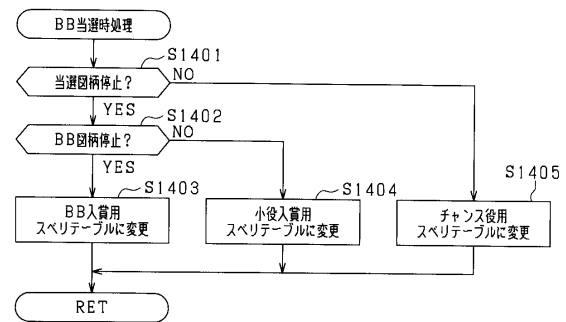 BB当選時処理
S1401
当選図柄停止?
NO
YES
S1402
BB図柄停止?
NO
YES
S1403
BB入賞用
スベリテーブルに変更
S1404
小役入賞用
スベリテーブルに変更
S1405
チャンス役用
スベリテーブルに変更
RET